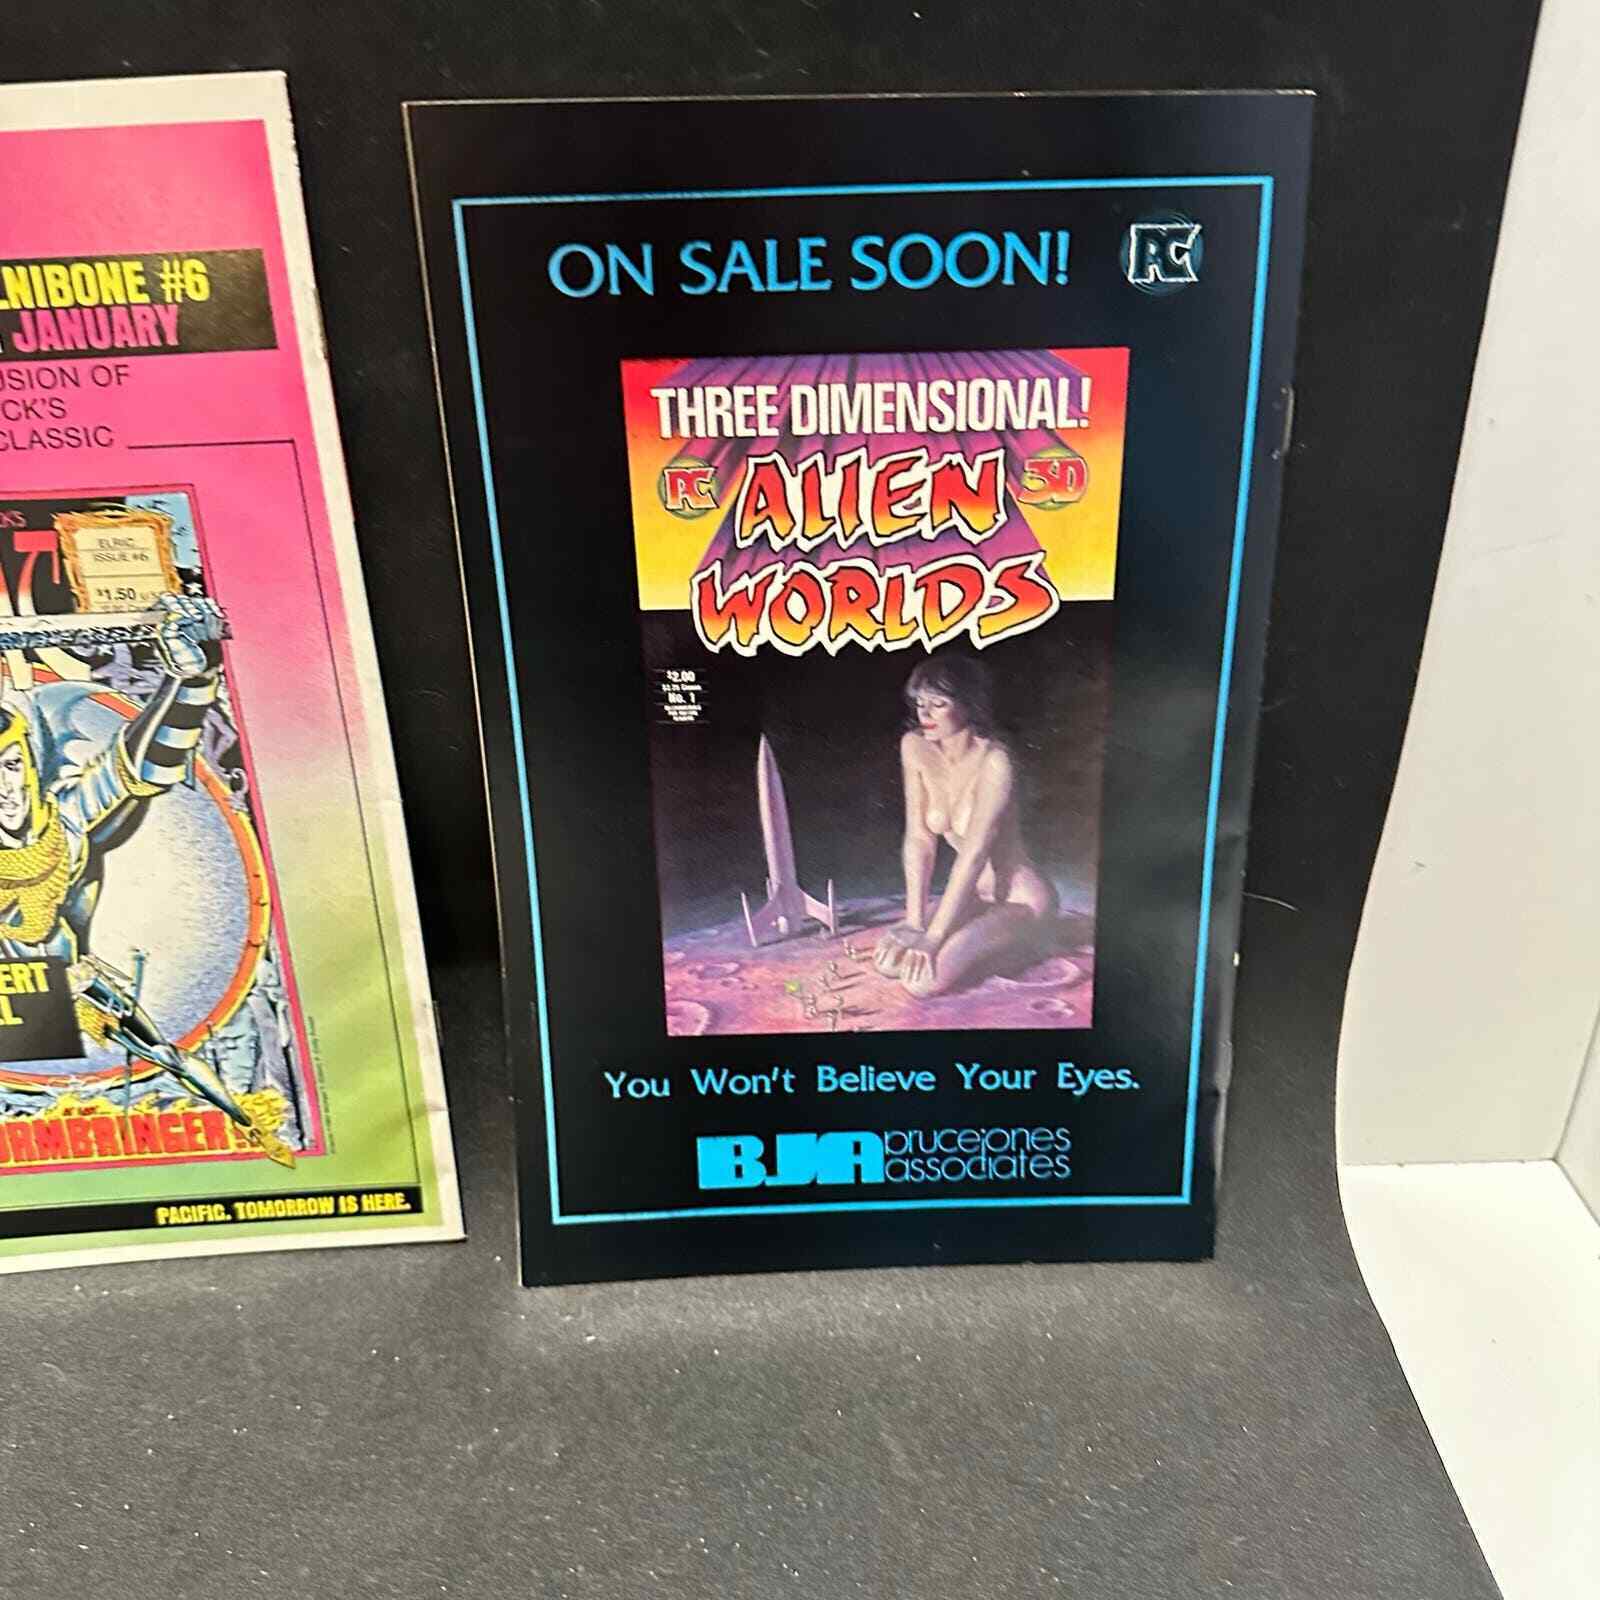 LNIBONE #6
JANUARY
USION OF
CK'S
CLASSIC
CK'S
ELRIC
ISSUE #6
$1.50
ERT
L
RMBRINGER
PACIFIC. TOMORROW IS HERE.
ON SALE SOON!
PC
THREE DIMENSIONAL!
PC ALIEN 3D
WORLDS
$2.00
No. 1
You Won't Believe Your Eyes.
BJA brucejones
associates